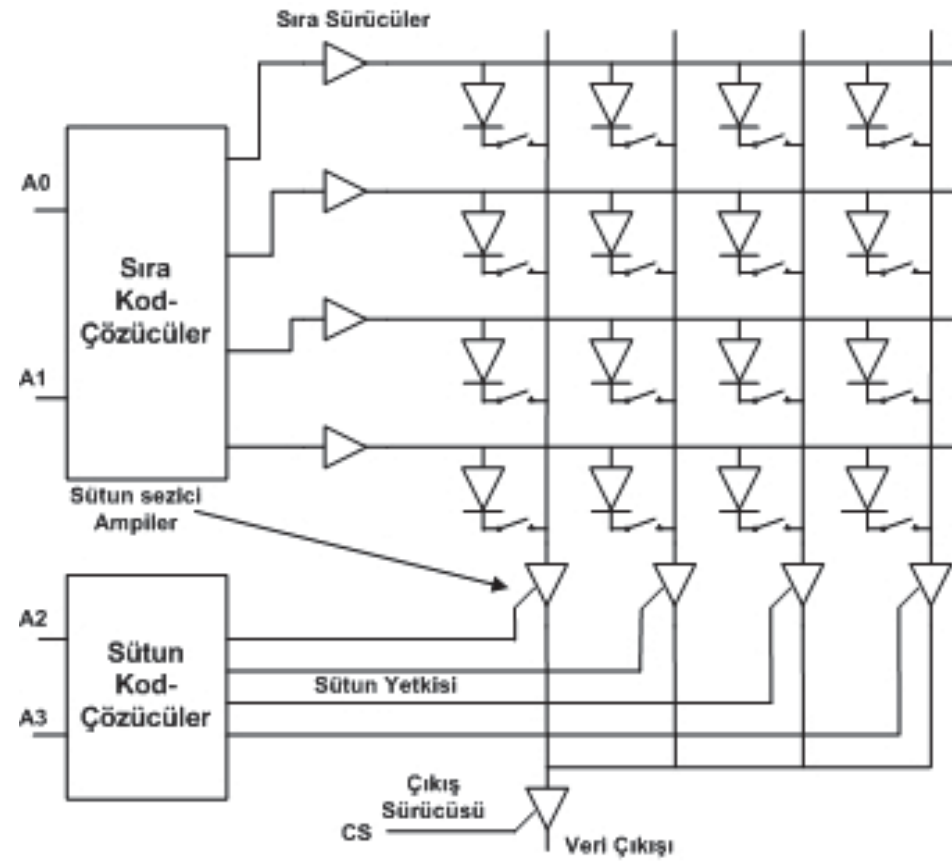 Sıra Sürücüler
A0
Sıra
Kod-
Çözücüler
A1
Sütun sezici
Ampiler
A2
Sütun
Kod-
Çözücüler
A3
Sütun Yetkisi
Çıkış
Sürücüsü
CS
Veri Çıkışı